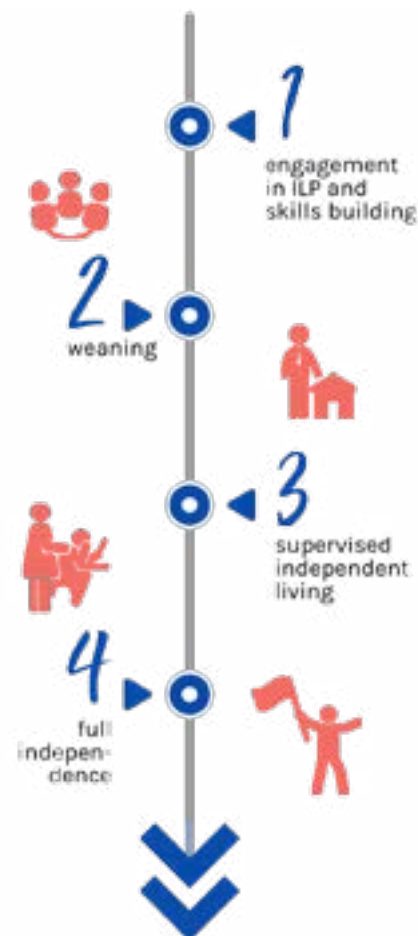 1
engagement
in ILP and
skills building
2
weaning
3
supervised
independent
living
4
full
indepen-
dence